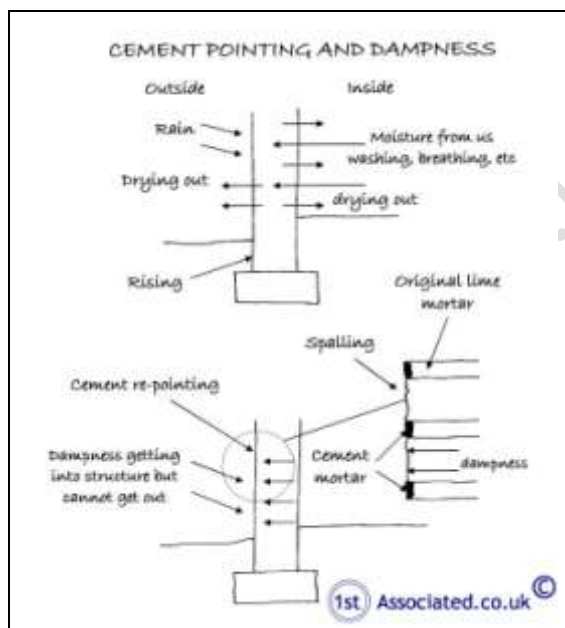 CEMENT POINTING AND DAMPNESS
Outside
Inside
Rain
Moisture from us
washing, breathing, etc
Drying out
drying out
Rising
Original lime
mortar
Spalling
Cement re-pointing
Dampness getting
into structure but
cannot get out
Cement
mortar
dampness
1st Associated.co.uk ©